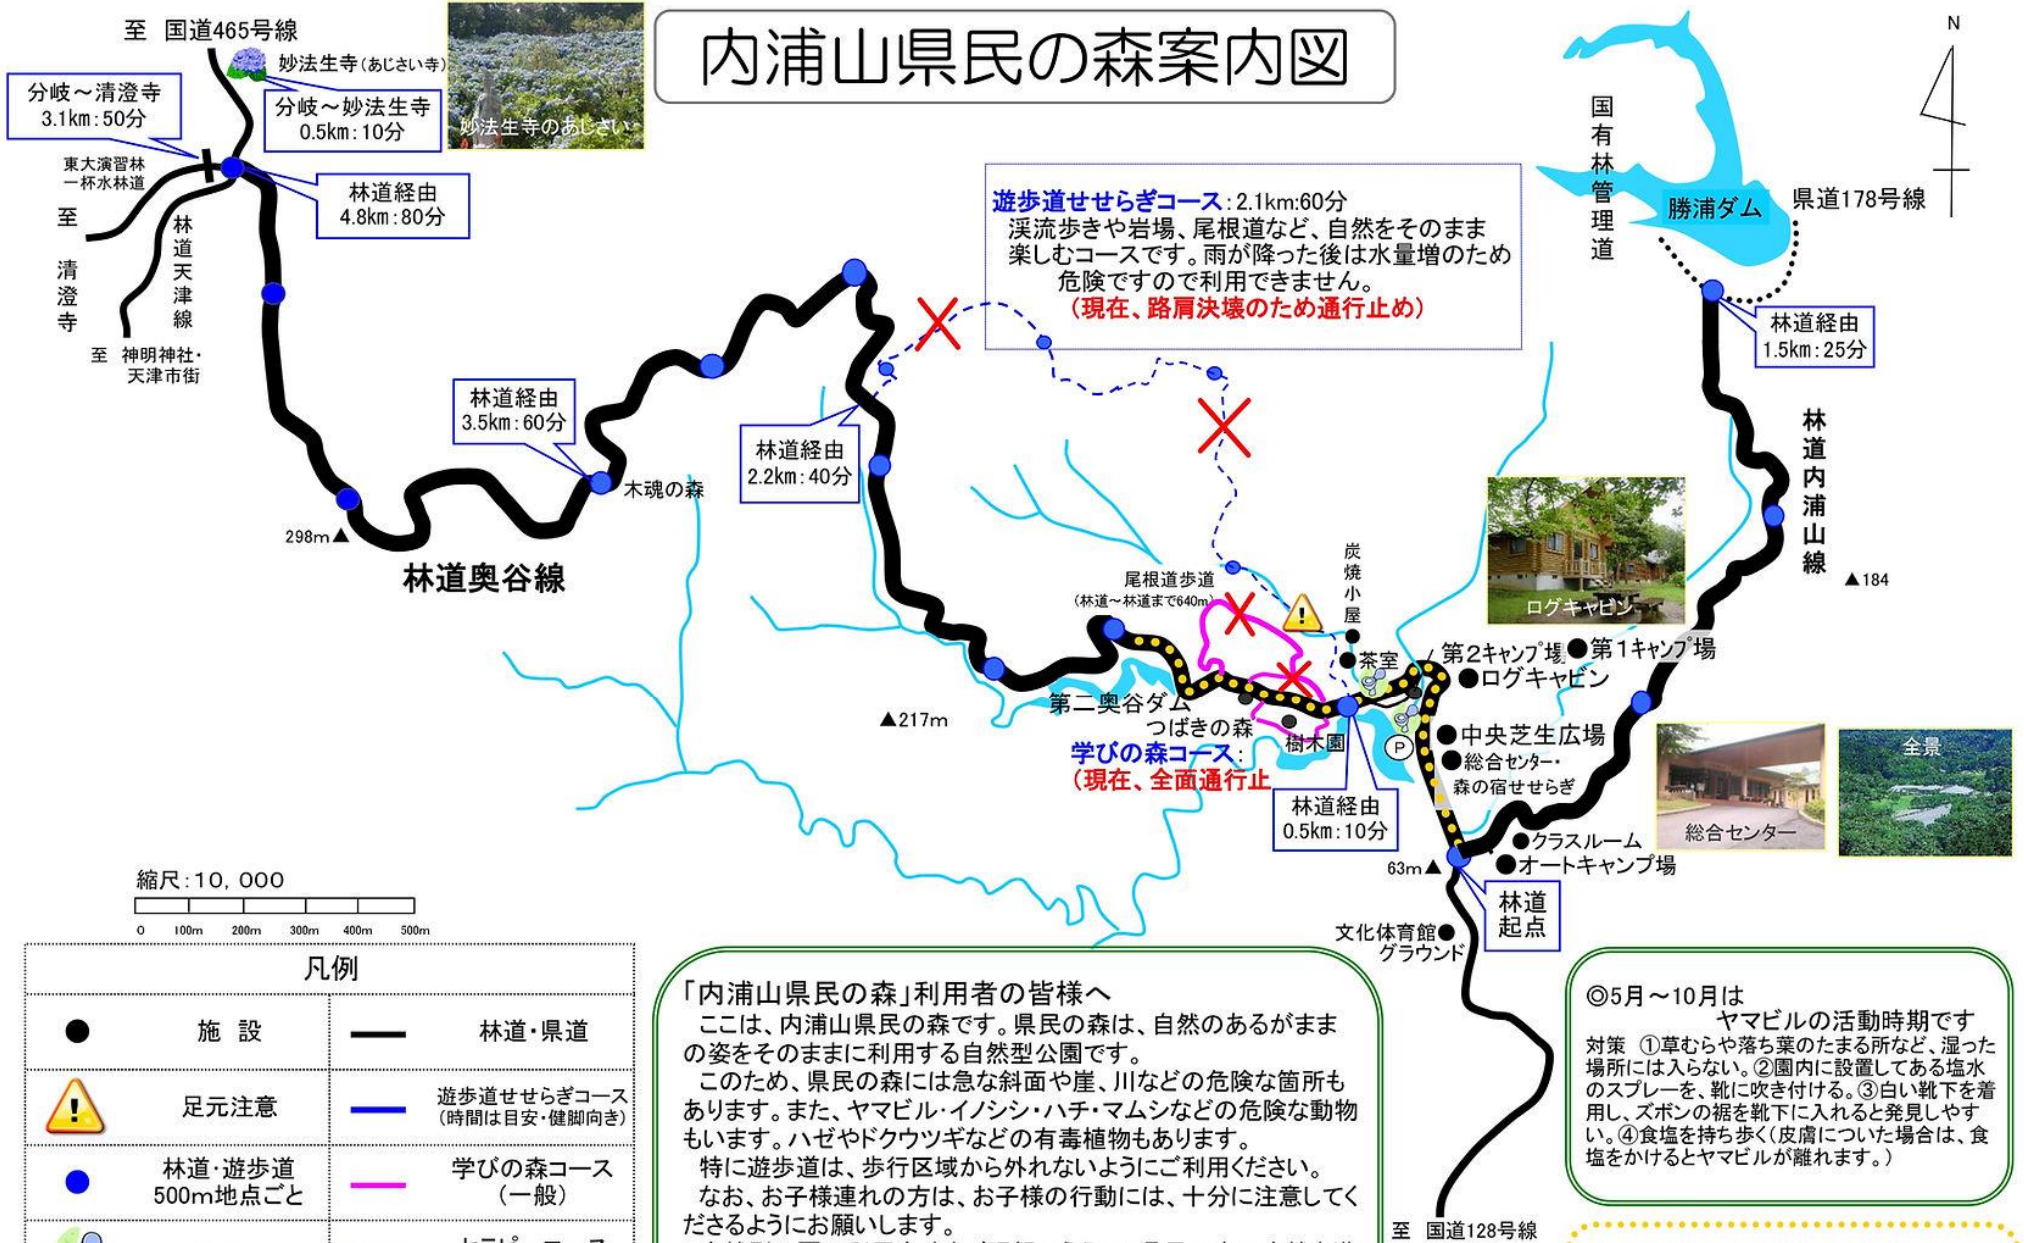 内浦山県民の森案内図
至 国道465号線
妙法生寺(あじさい寺)
分岐～清澄寺
3.1km:50分
分岐～妙法生寺
0.5km:10分
妙法生寺のあじさい
東大演習林
一杯水林道
林道経由
4.8km:80分
至 清澄寺
林道天津線
至 神明神社・
天津市街
N
国有林管理道
勝浦ダム
県道178号線
遊歩道せせらぎコース:2.1km:60分
渓流歩きや岩場、尾根道など、自然をそのまま
楽しむコースです。雨が降った後は水量増のため
危険ですので利用できません。
(現在、路肩決壊のため通行止め)
林道経由
1.5km:25分
林道経由
3.5km:60分
木魂の森
林道経由
2.2km:40分
林道内浦山線
▲184
298m▲
林道奥谷線
ログキャビン
炭焼小屋
尾根道歩道
(林道～林道まで640m)
茶室
第2キャンプ場
第1キャンプ場
ログキャビン
第二奥谷ダム
つばきの森
▲217m
樹木園
P
中央芝生広場
総合センター・
森の宿せせらぎ
学びの森コース:
(現在、全面通行止
総合センター
全景
林道経由
0.5km:10分
クラスルーム
オートキャンプ場
63m▲
林道
起点
文化体育館
グラウンド
縮尺:10,000
0 100m 200m 300m 400m 500m
凡例
施 設
林道・県道
足元注意
遊歩道せせらぎコース
(時間は目安・健脚向き)
林道・遊歩道
500m地点ごと
学びの森コース
(一般)
「内浦山県民の森」利用者の皆様へ
ここは、内浦山県民の森です。県民の森は、自然のあるがまま
の姿をそのままに利用する自然型公園です。
このため、県民の森には急な斜面や崖、川などの危険な箇所も
あります。また、ヤマビル・イノシシ・ハチ・マムシなどの危険な動物
もいます。ハゼやドクウツギなどの有毒植物もあります。
特に遊歩道は、歩行区域から外れないようにご利用ください。
なお、お子様連れの方は、お子様の行動には、十分に注意してく
ださるようにお願いします。
◎5月～10月は
ヤマビルの活動時期です
対策 ①草むらや落ち葉のたまる所など、湿った
場所には入らない。②園内に設置してある塩水
のスプレーを、靴に吹き付ける。③白い靴下を着
用し、ズボンの裾を靴下に入れると発見しやす
い。④食塩を持ち歩く(皮膚についた場合は、食
塩をかけるとヤマビルが離れます。)
至 国道128号線